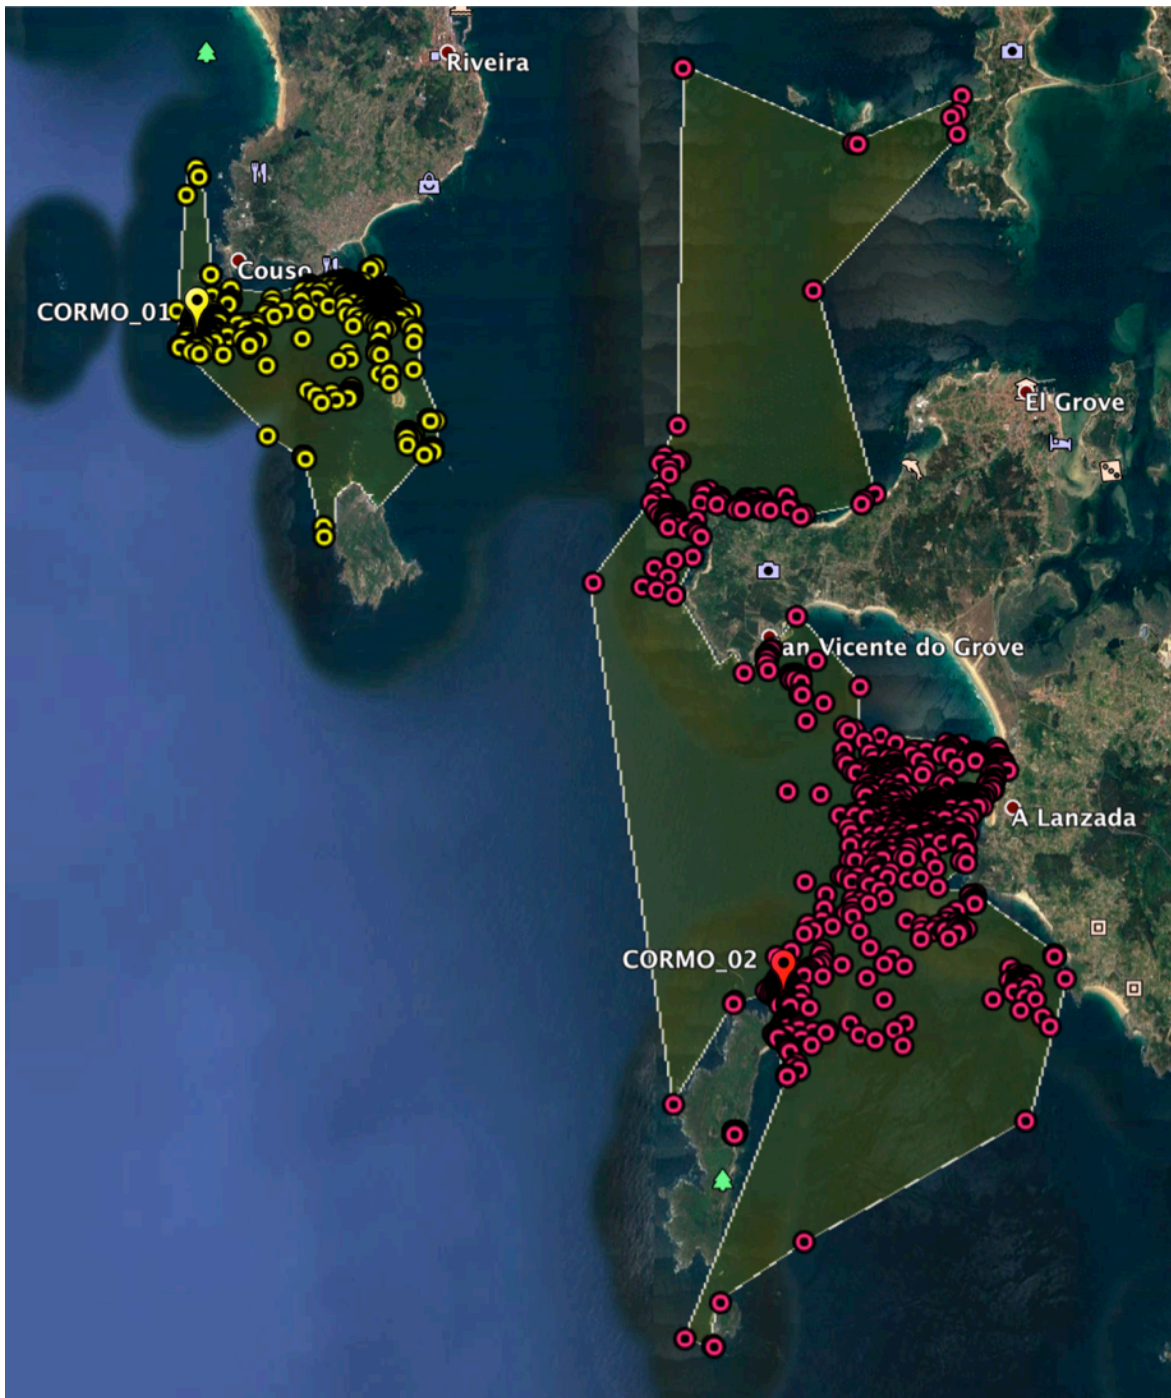 Riveira
Couso
CORMO_01
El Grove
an Vicente do Grove
A Lanzada
CORMO_02